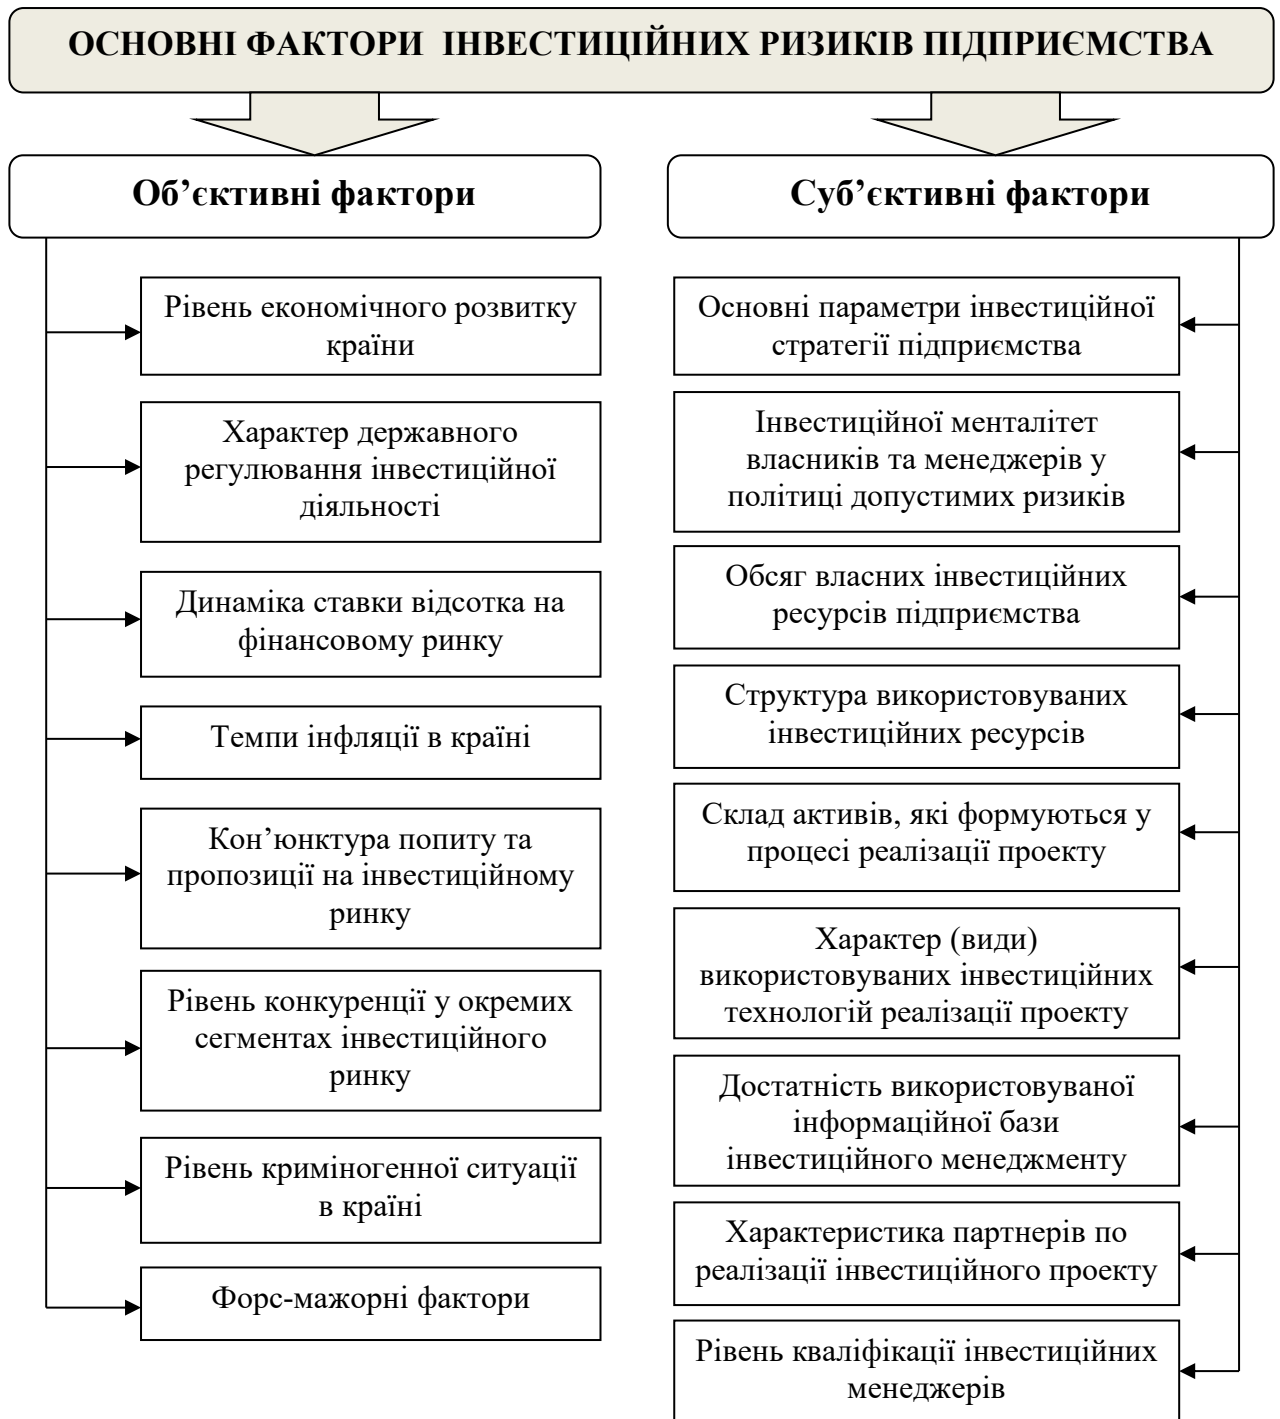 ОСНОВНІ ФАКТОРИ ІНВЕСТИЦІЙНИХ РИЗИКІВ ПІДПРИЄМСТВА
Об’єктивні фактори
Рівень економічного розвитку
країни
Характер державного
регулювання інвестиційної
діяльності
Динаміка ставки відсотка на
фінансовому ринку
Темпи інфляції в країні
Кон’юнктура попиту та
пропозиції на інвестиційному
ринку
Рівень конкуренції у окремих
сегментах інвестиційного
ринку
Рівень криміногенної ситуації
в країні
Форс-мажорні фактори
Суб’єктивні фактори
Основні параметри інвестиційної
стратегії підприємства
Інвестиційної менталітет
власників та менеджерів у
політиці допустимих ризиків
Обсяг власних інвестиційних
ресурсів підприємства
Структура використовуваних
інвестиційних ресурсів
Склад активів, які формуються у
процесі реалізації проекту
Характер (види)
використовуваних інвестиційних
технологій реалізації проекту
Достатність використовуваної
інформаційної бази
інвестиційного менеджменту
Характеристика партнерів по
реалізації інвестиційного проекту
Рівень кваліфікації інвестиційних
менеджерів